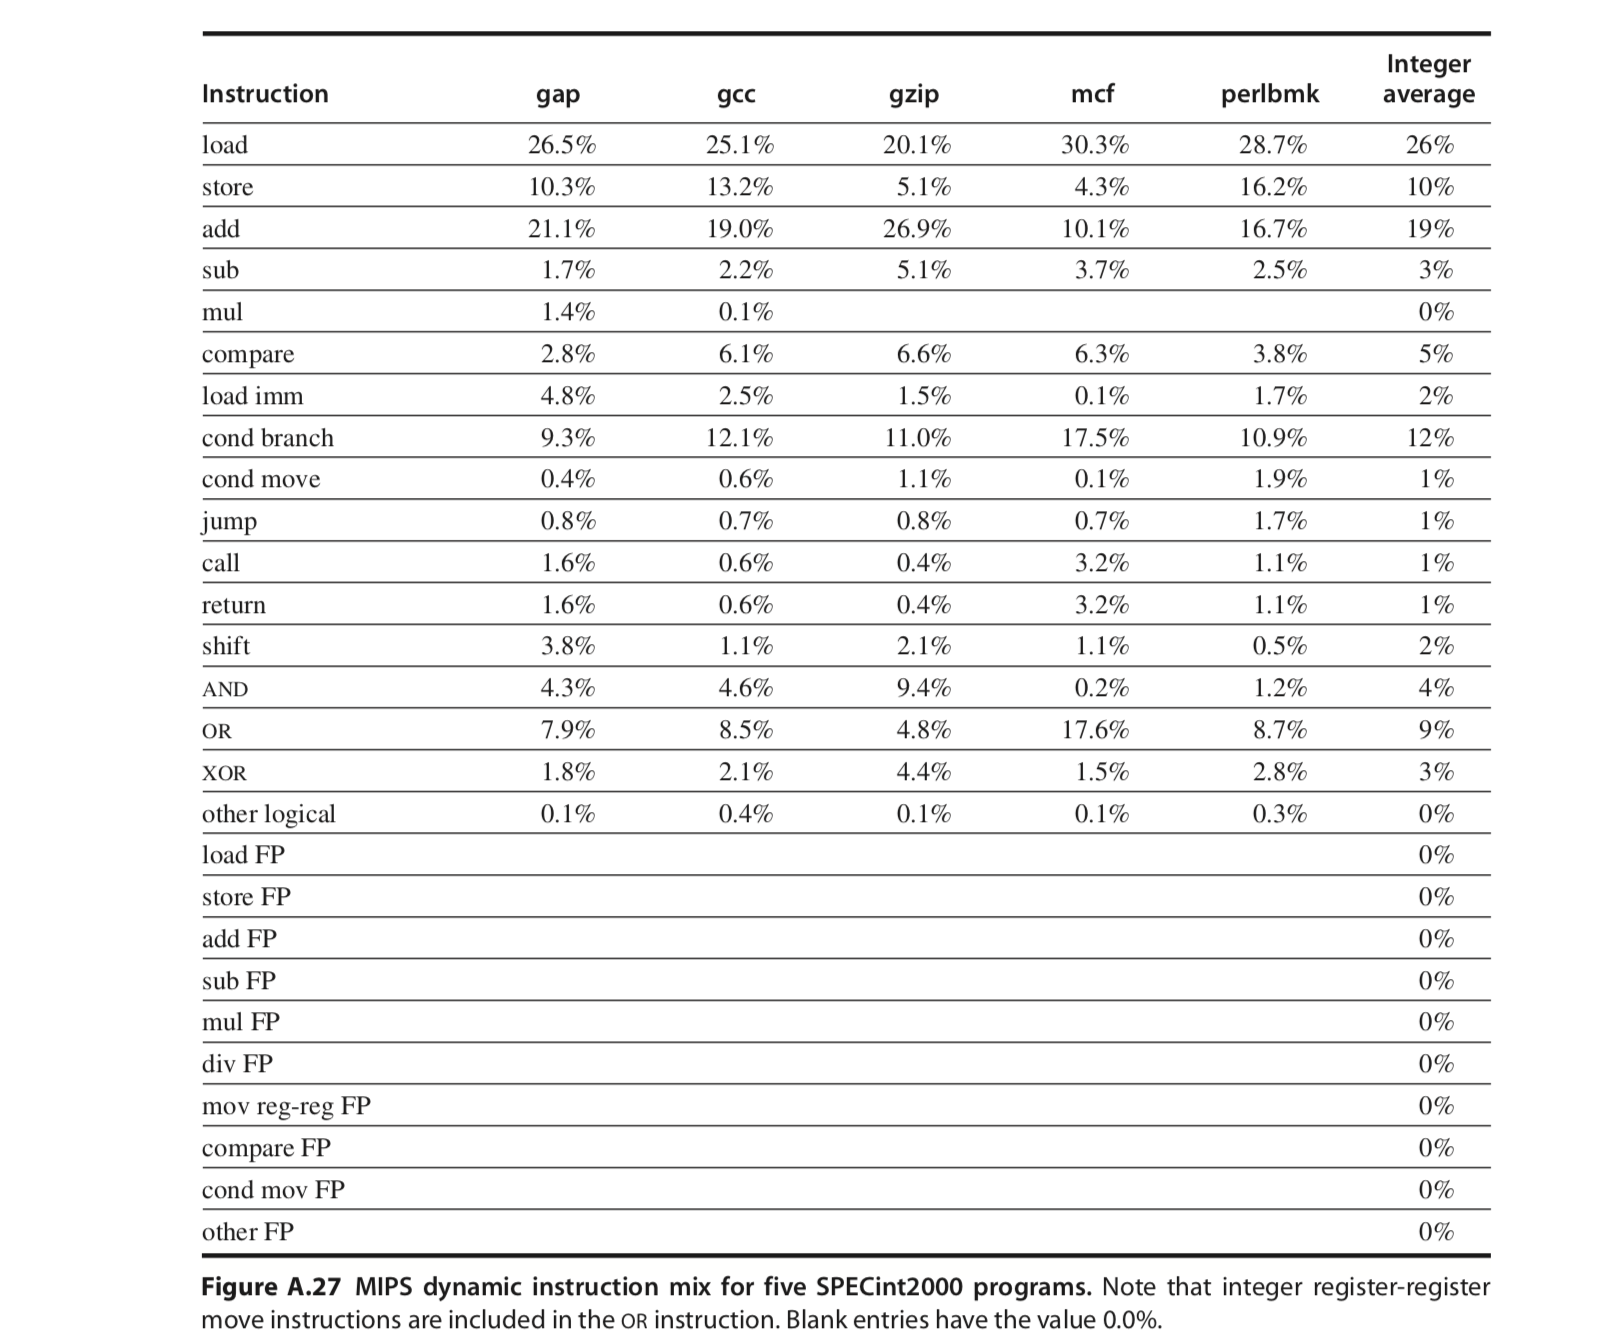 Integer
Instruction gap gcc gzip mcf perlbmk average
load 26.5% 25.1% 20.1% 30.3% 28.7% 26%
store 10.3% 13.2% 5.1% 4.3% 16.2% 10%
add 21.1% 19.0% 26.9% 10.1% 16.7% 19%
sub 1.7% 2.2% 5.1% 3.7% 2.5% 3%
mul 1.4% 0.1% 0%
compare 2.8% 6.1% 6.6% 6.3% 3.8% 5%
load imm 4.8% 2.5% 1.5% 0.1% 1.7% 2%
cond branch 9.3% 12.1% 11.0% 17.5% 10.9% 12%
cond move 0.4% 0.6% 1.1% 0.1% 1.9% 1%
jump 0.8% 0.7% 0.8% 0.7% 1.7% 1%
call 1.6% 0.6% 0.4% 3.2% 1.1% 1%
return 1.6% 0.6% 0.4% 3.2% 1.1% 1%
shift 3.8% 1.1% 2.1% 1.1% 0.5% 2%
AND 4.3% 4.6% 9.4% 0.2% 1.2% 4%
OR 7.9% 8.5% 4.8% 17.6% 8.7% 9%
XOR 1.8% 2.1% 4.4% 1.5% 2.8% 3%
other logical 0.1% 0.4% 0.1% 0.1% 0.3% 0%
load FP 0%
store FP 0%
add FP 0%
sub FP 0%
mul FP 0%
div FP 0%
mov reg-reg FP 0%
compare FP 0%
cond mov FP 0%
other FP 0%
Figure A.27 MIPS dynamic instruction mix for five SPECint2000 programs. Note that integer register-register
move instructions are included in the OR instruction. Blank entries have the value 0.0%.